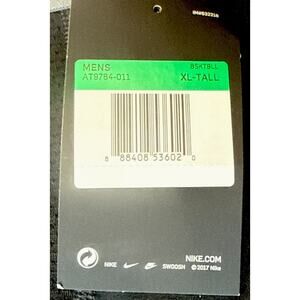 MENS BSKTBLL
AT9784-011 XL-TALL
8 88408 53602 0
NIKE SWOOSH
NIKE.COM
© 2017 Nike